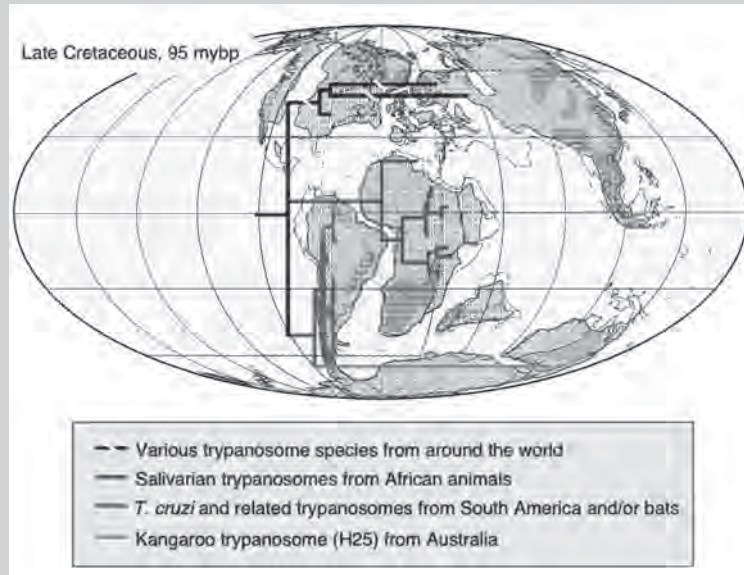 Late Cretaceous, 95 mybp
Various trypanosome species from around the world
Salivarian trypanosomes from African animals
T. cruzi and related trypanosomes from South America and/or bats
Kangaroo trypanosome (H25) from Australia